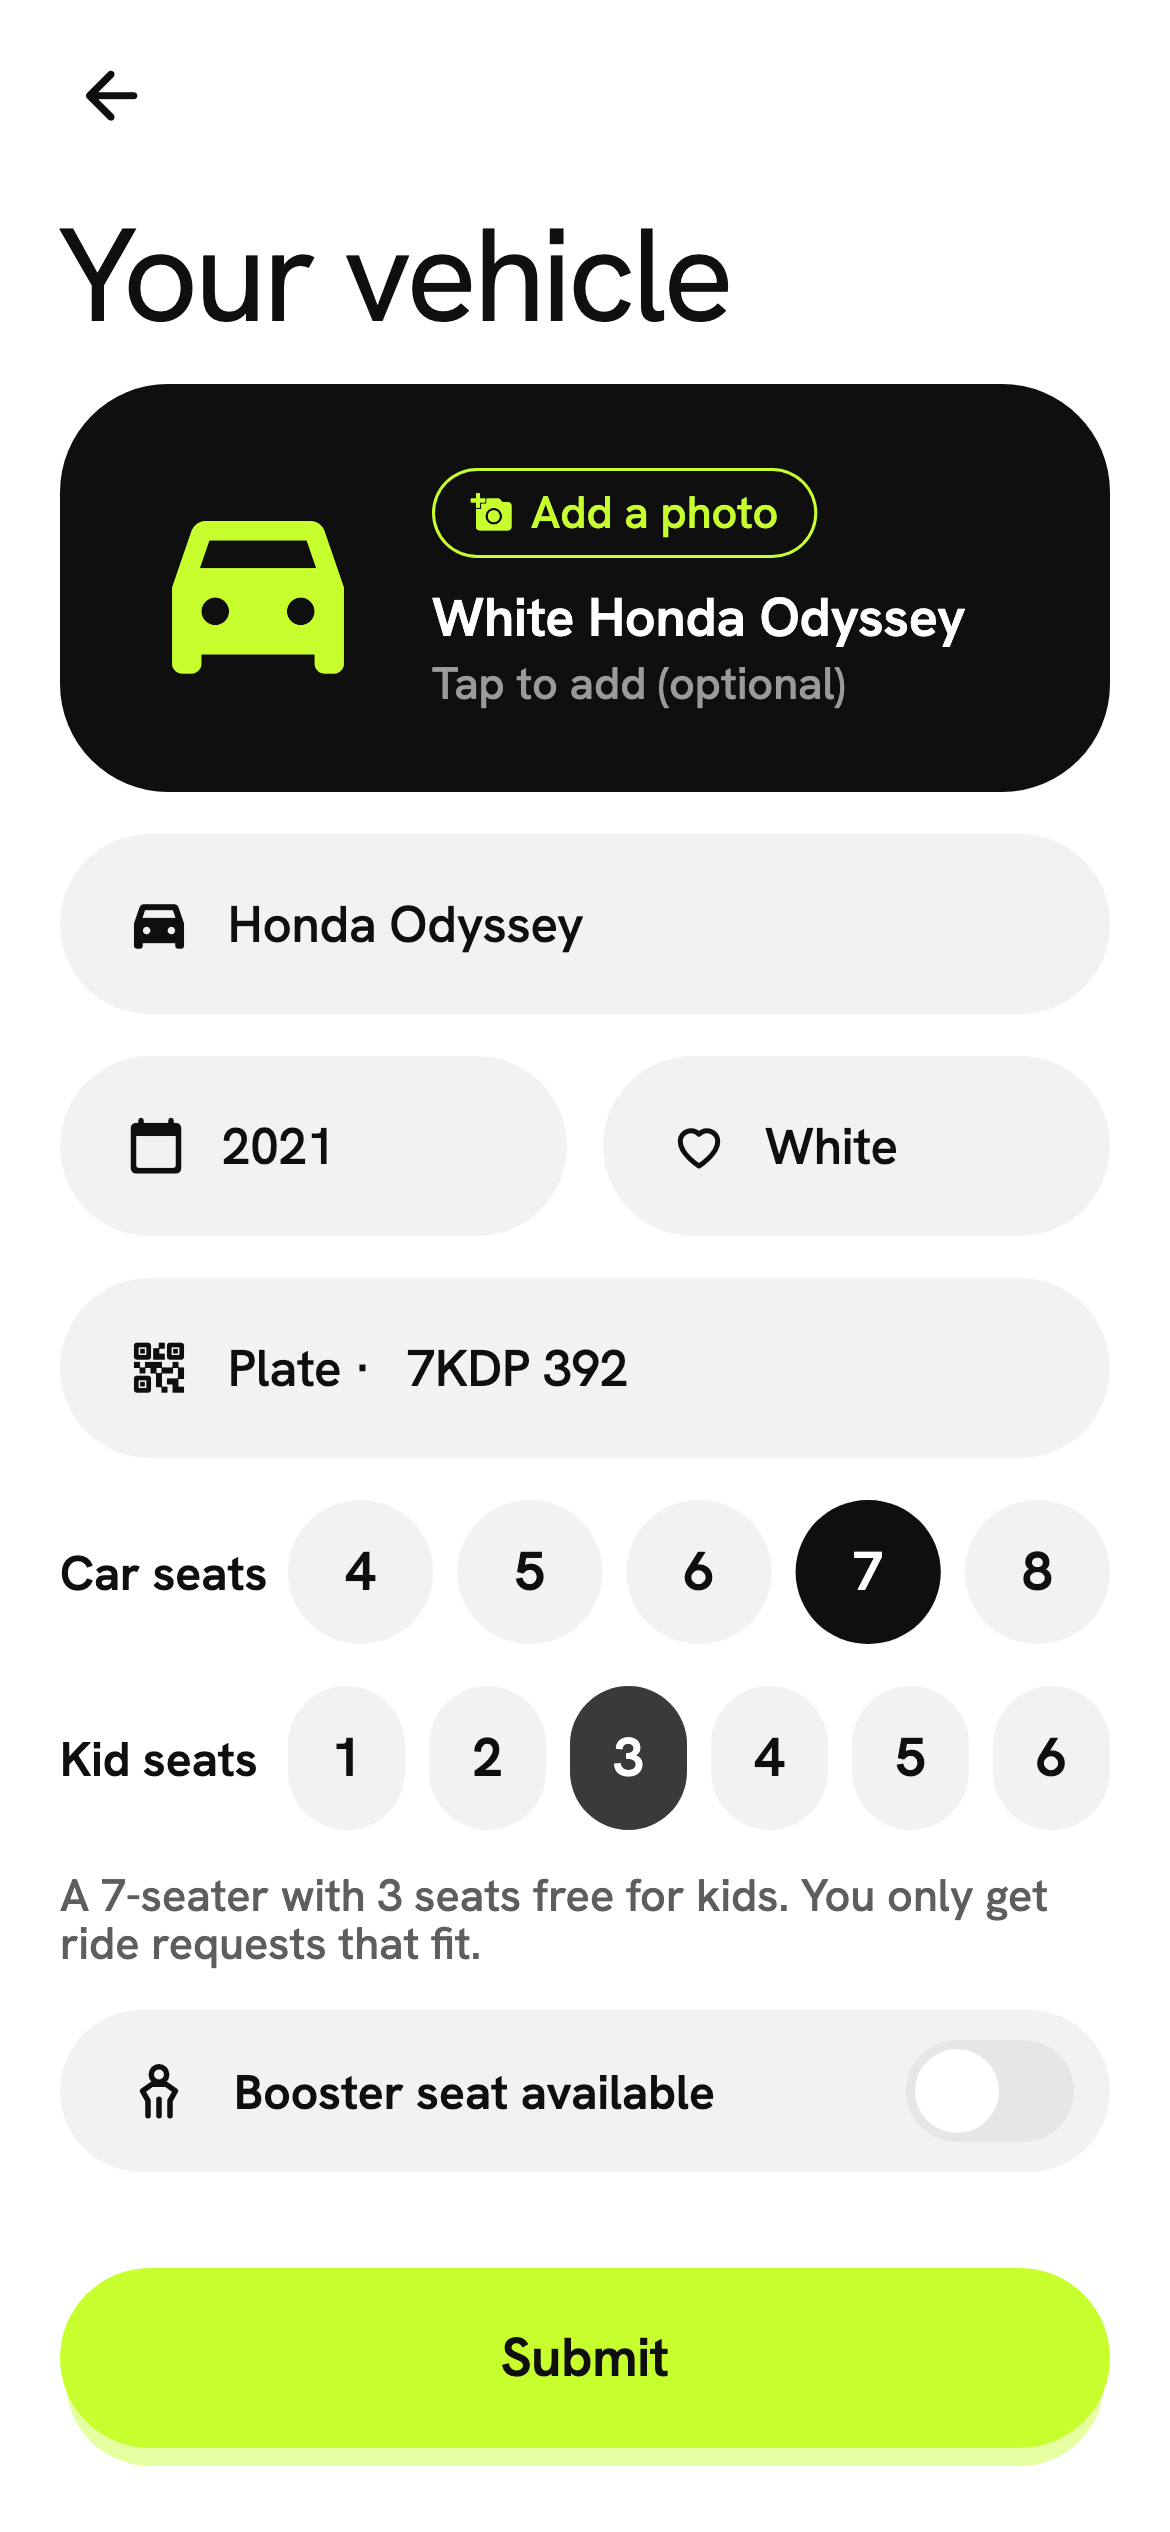 Your vehicle
Add a photo
White Honda Odyssey
Tap to add (optional)
Honda Odyssey
2021
White
Plate · 7KDP 392
Car seats 4 5 6 7 8
Kid seats 1 2 3 4 5 6
A 7-seater with 3 seats free for kids. You only get
ride requests that fit.
Booster seat available
Submit